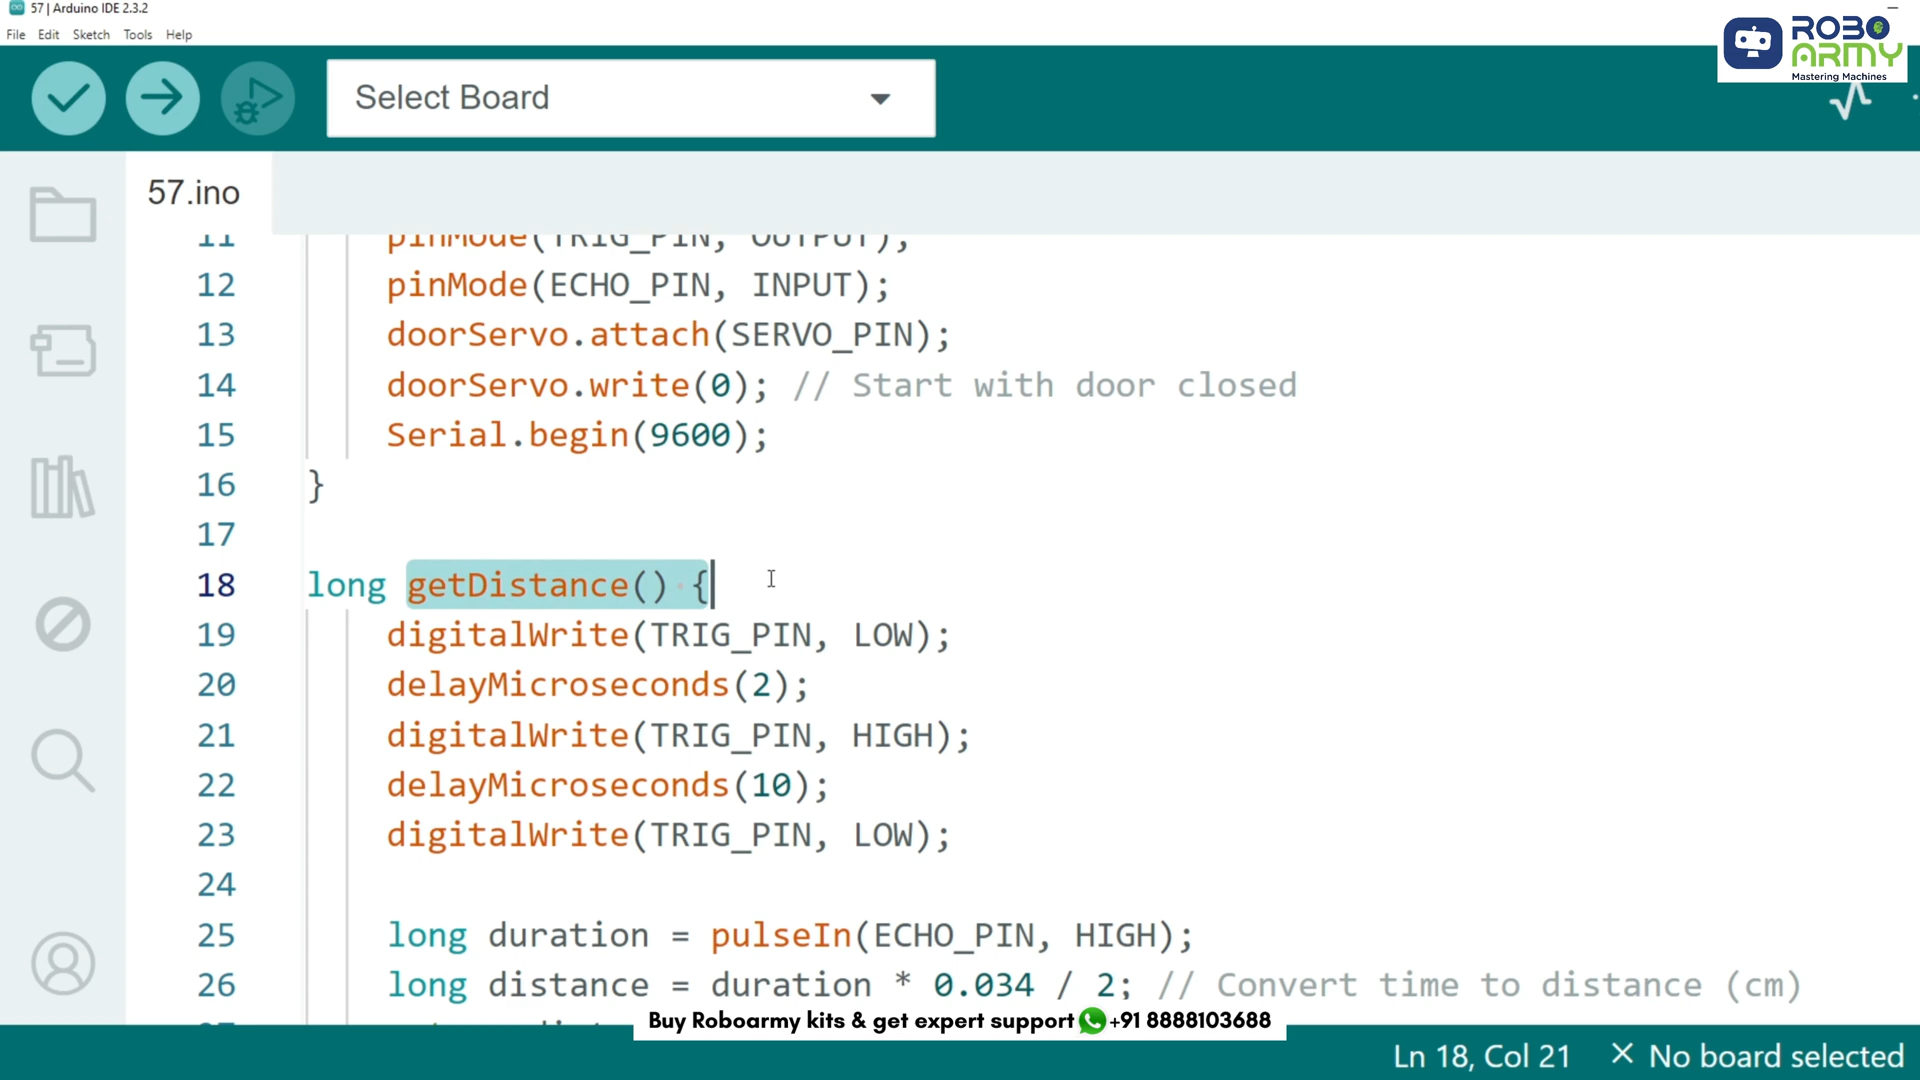 57 | Arduino IDE 2.3.2
File Edit Sketch Tools Help
ROBO
ARMY
Mastering Machines
Select Board
57.ino
11 pinMode(TRIG_PIN, OUTPUT);
12 pinMode(ECHO_PIN, INPUT);
13 doorServo.attach(SERVO_PIN);
14 doorServo.write(0); // Start with door closed
15 Serial.begin(9600);
16 }
17
18 long getDistance() {
19 digitalWrite(TRIG_PIN, LOW);
20 delayMicroseconds(2);
21 digitalWrite(TRIG_PIN, HIGH);
22 delayMicroseconds(10);
23 digitalWrite(TRIG_PIN, LOW);
24
25 long duration = pulseIn(ECHO_PIN, HIGH);
26 long distance = duration * 0.034 / 2; // Convert time to distance (cm)
Buy Roboarmy kits & get expert support +91 8888103688
Ln 18, Col 21 × No board selected